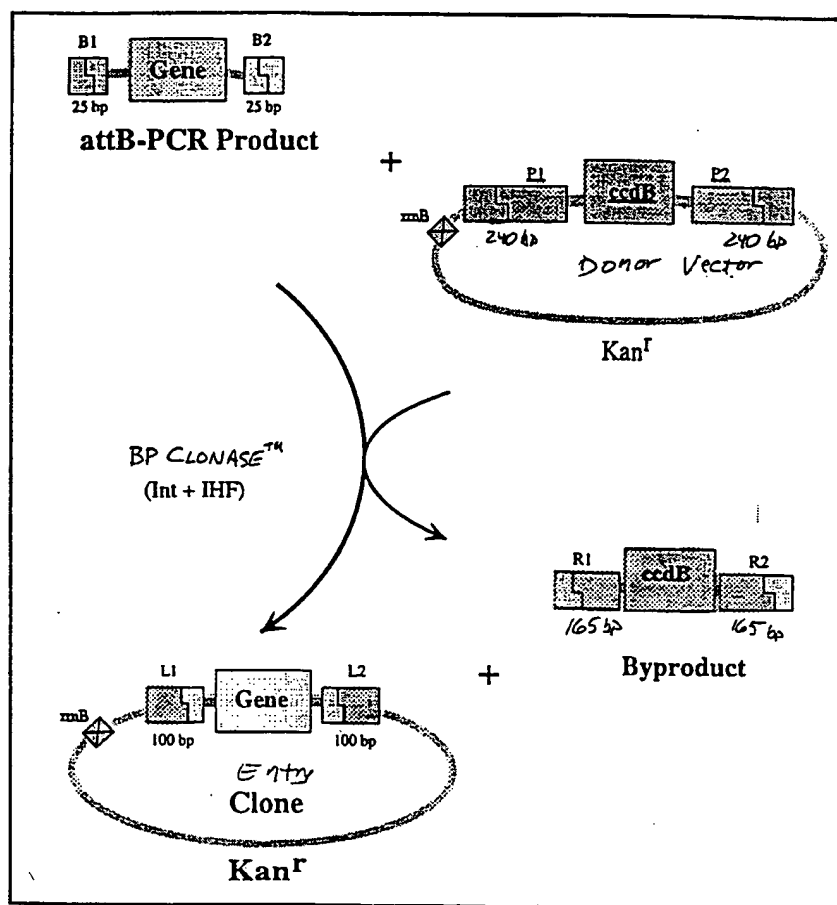 B1 B2
Gene
25 bp 25 bp
attB-PCR Product
+
P1 ccdB P2
rrnB
240 bp 240 bp
Donor Vector
Kanʳ
BP CLONASE™
(Int + IHF)
R1 ccdB R2
165 bp 165 bp
Byproduct
+
L1 Gene L2
rrnB
100 bp 100 bp
Entry
Clone
Kanʳ